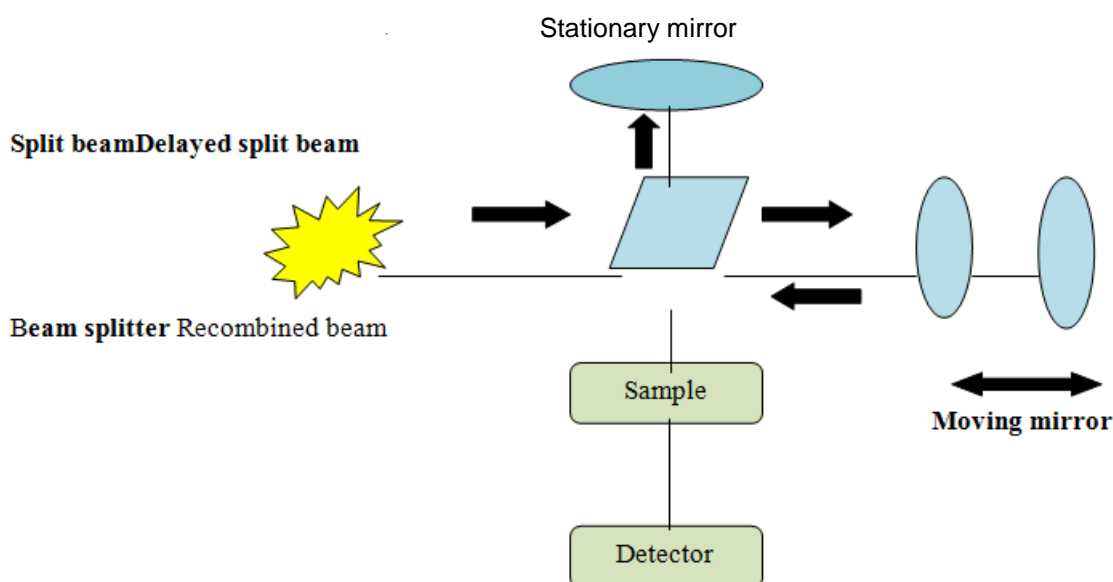 Stationary mirror
Split beamDelayed split beam
Beam splitter Recombined beam
Sample
Moving mirror
Detector